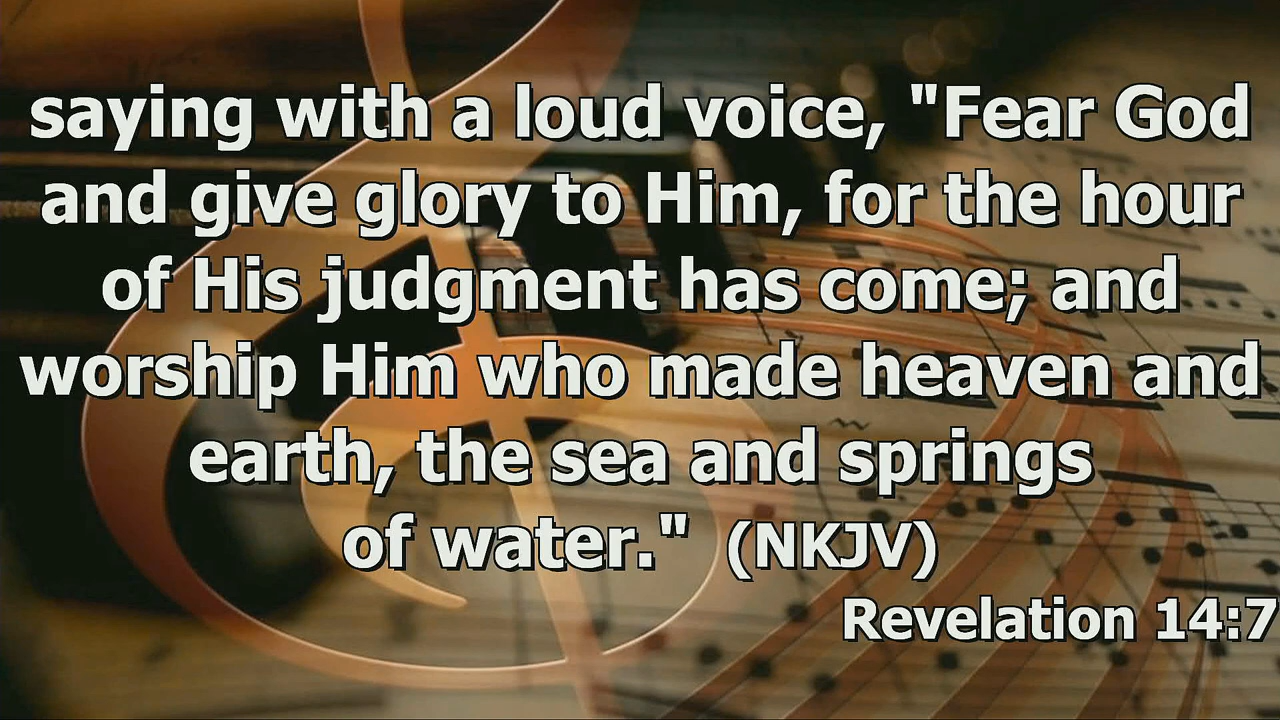 saying with a loud voice, "Fear God
and give glory to Him, for the hour
of His judgment has come; and
worship Him who made heaven and
earth, the sea and springs
of water." (NKJV)
Revelation 14:7